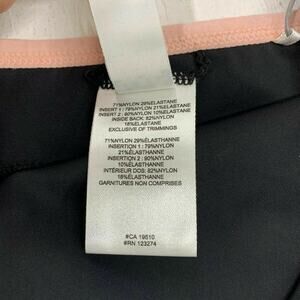 71%NYLON 29%ELASTANE
INSERT 1 : 79%NYLON 21%ELASTANE
INSERT 2 : 90%NYLON 10%ELASTANE
INSIDE BACK: 82%NYLON
18%ELASTANE
EXCLUSIVE OF TRIMMINGS
71%NYLON 29%ÉLASTHANNE
INSERTION 1 : 79%NYLON
21%ÉLASTHANNE
INSERTION 2 : 90%NYLON
10%ÉLASTHANNE
INTÉRIEUR DOS: 82%NYLON
18%ÉLASTHANNE
GARNITURES NON COMPRISES
#CA 19510
#RN 123274